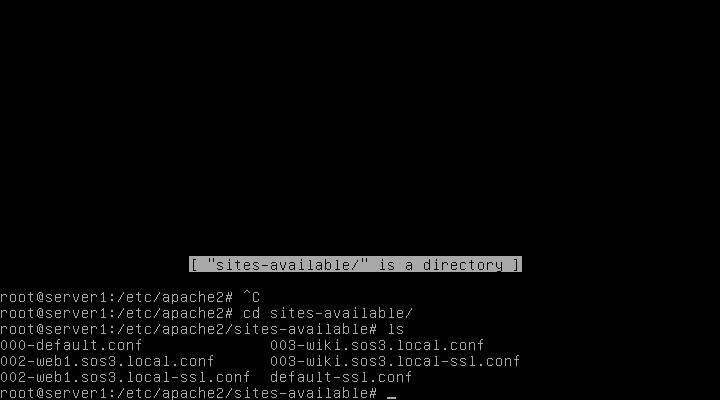 [ "sites-available/" is a directory ]
root@server1:/etc/apache2# ^C
root@server1:/etc/apache2# cd sites-available/
root@server1:/etc/apache2/sites-available# ls
000-default.conf                003-wiki.sos3.local.conf
002-web1.sos3.local.conf        003-wiki.sos3.local-ssl.conf
002-web1.sos3.local-ssl.conf  default-ssl.conf
root@server1:/etc/apache2/sites-available# _